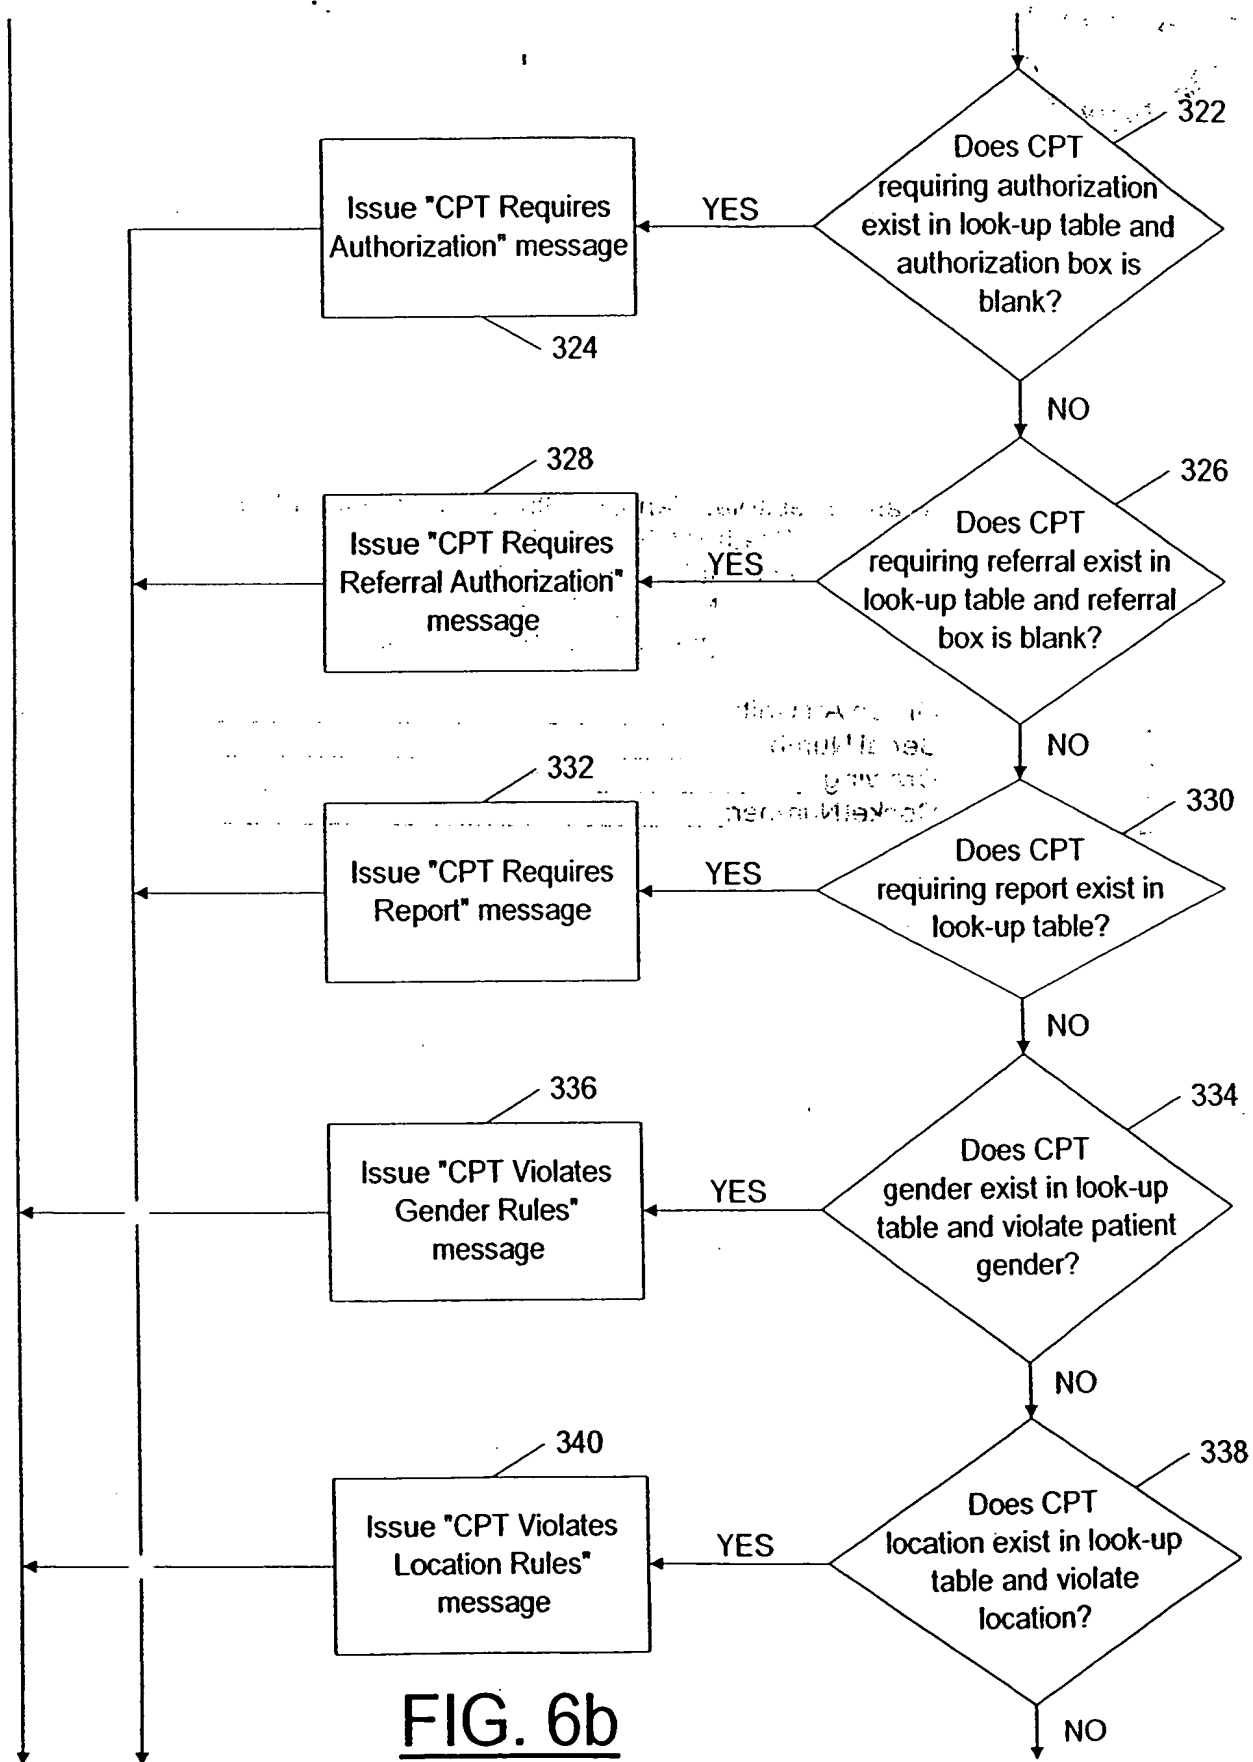 322
Does CPT
requiring authorization
exist in look-up table and
authorization box is
blank?
YES
Issue "CPT Requires
Authorization" message
324
NO
328
326
Does CPT
requiring referral exist in
look-up table and referral
box is blank?
YES
Issue "CPT Requires
Referral Authorization"
message
NO
332
330
Does CPT
requiring report exist in
look-up table?
YES
Issue "CPT Requires
Report" message
NO
336
334
Does CPT
gender exist in look-up
table and violate patient
gender?
YES
Issue "CPT Violates
Gender Rules"
message
NO
340
338
Does CPT
location exist in look-up
table and violate
location?
YES
Issue "CPT Violates
Location Rules"
message
NO
FIG. 6b